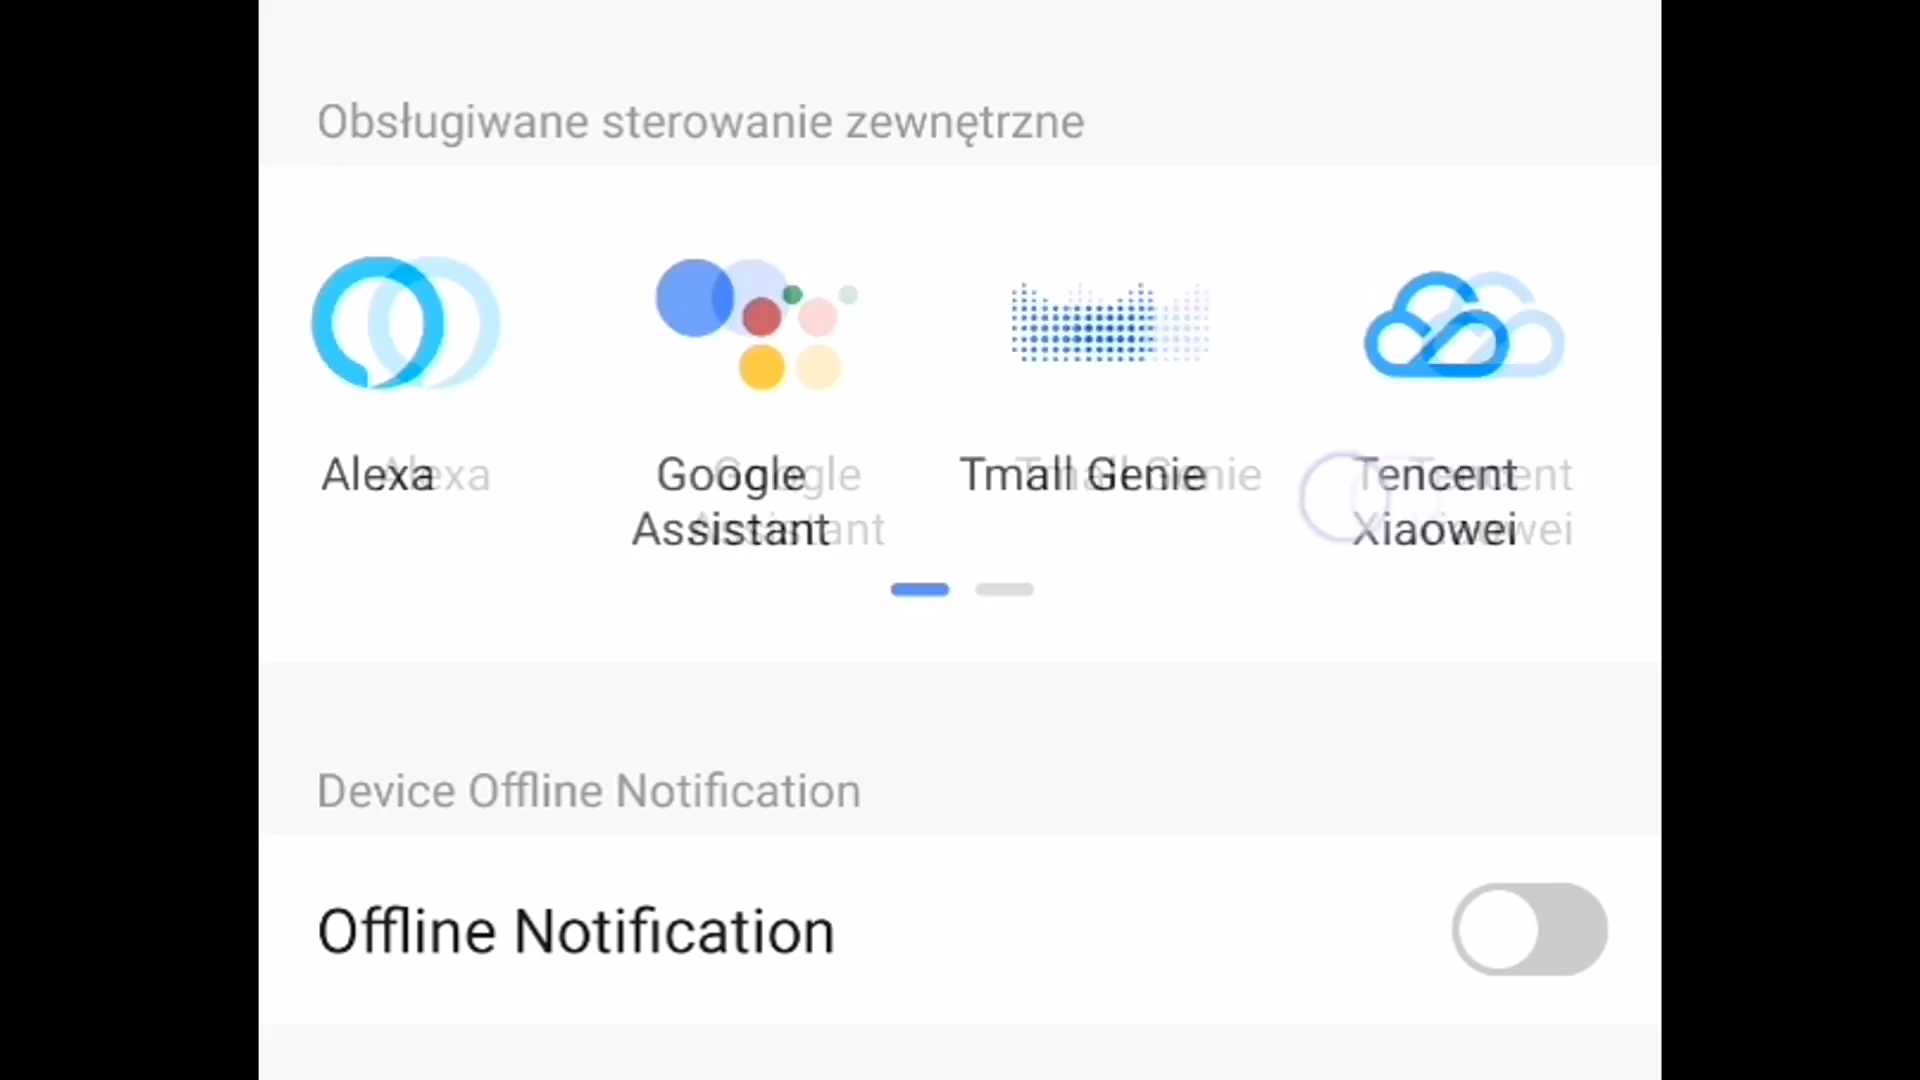 Obsługiwane sterowanie zewnętrzne
Alexa
Google
Assistant
Tmall Genie
Tencent
Xiaowei
Device Offline Notification
Offline Notification